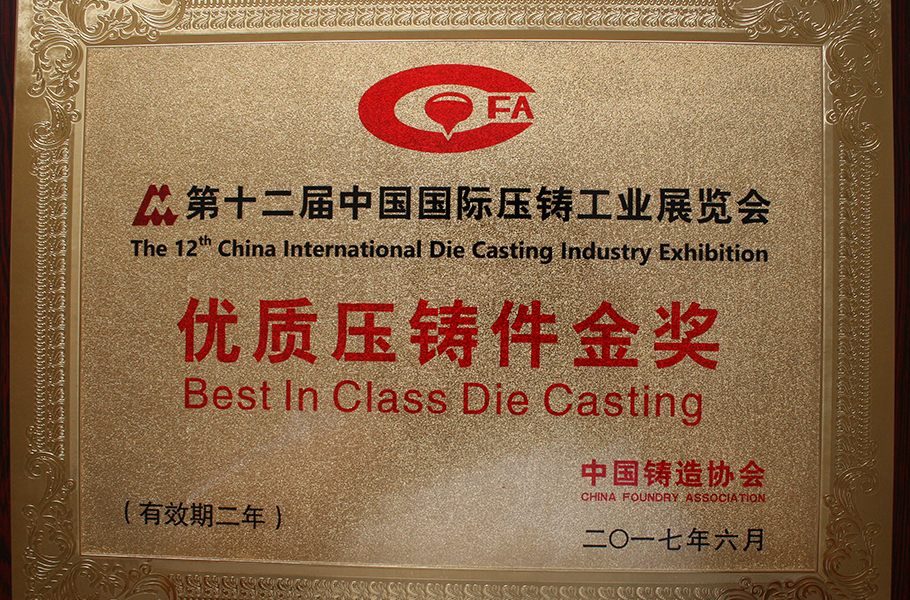 FA
第十二届中国国际压铸工业展览会
The 12th China International Die Casting Industry Exhibition
优质压铸件金奖
Best In Class Die Casting
中国铸造协会
CHINA FOUNDRY ASSOCIATION
（有效期二年）
二〇一七年六月